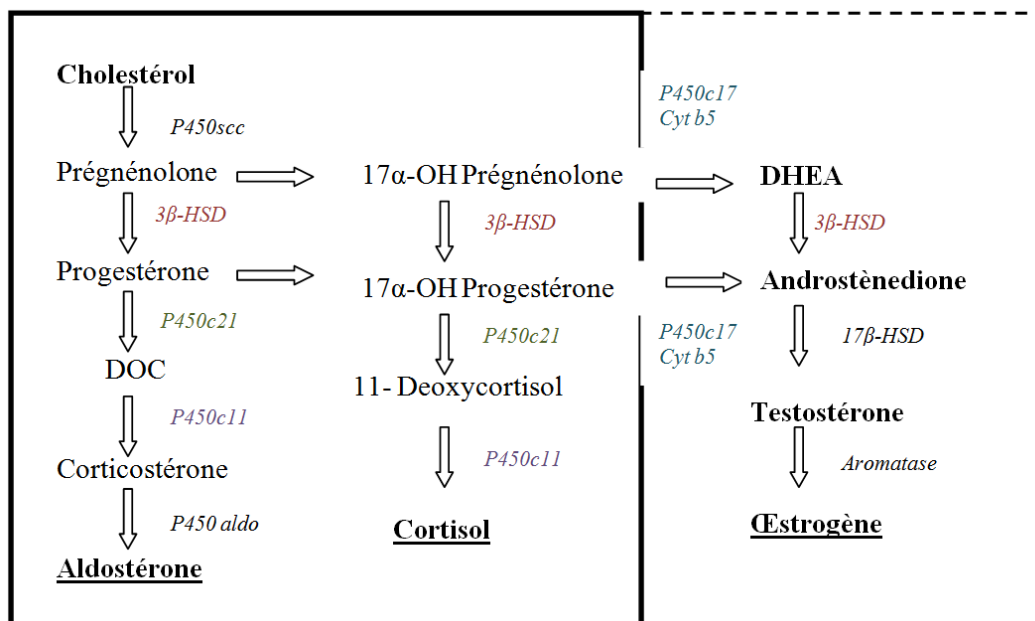 Cholestérol
P450scc
P450c17
Cyt b5
Prégnénolone
17α-OH Prégnénolone
DHEA
3β-HSD
3β-HSD
3β-HSD
Progestérone
17α-OH Progestérone
Androstènedione
P450c21
P450c21
P450c17
Cyt b5
17β-HSD
DOC
11- Deoxycortisol
Testostérone
P450c11
P450c11
Aromatase
Corticostérone
P450 aldo
Cortisol
Œstrogène
Aldostérone